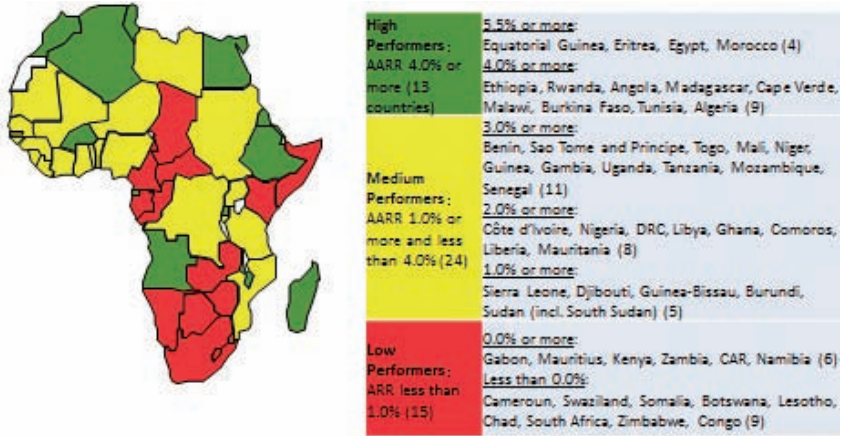 High
Performers:
AARR 4.0% or
more (13
countries)
5.5% or more:
Equatorial Guinea, Eritrea, Egypt, Morocco (4)
4.0% or more:
Ethiopia, Rwanda, Angola, Madagascar, Cape Verde,
Malawi, Burkina Faso, Tunisia, Algeria (9)
Medium
Performers:
AARR 1.0% or
more and less
than 4.0% (24)
3.0% or more:
Benin, Sao Tome and Principe, Togo, Mali, Niger,
Guinea, Gambia, Uganda, Tanzania, Mozambique,
Senegal (11)
2.0% or more:
Côte d'Ivoire, Nigeria, DRC, Libya, Ghana, Comoros,
Liberia, Mauritania (8)
1.0% or more:
Sierra Leone, Djibouti, Guinea-Bissau, Burundi,
Sudan (incl. South Sudan) (5)
Low
Performers:
ARR less than
1.0% (15)
0.0% or more:
Gabon, Mauritius, Kenya, Zambia, CAR, Namibia (6)
Less than 0.0%:
Cameroun, Swaziland, Somalia, Botswana, Lesotho,
Chad, South Africa, Zimbabwe, Congo (9)